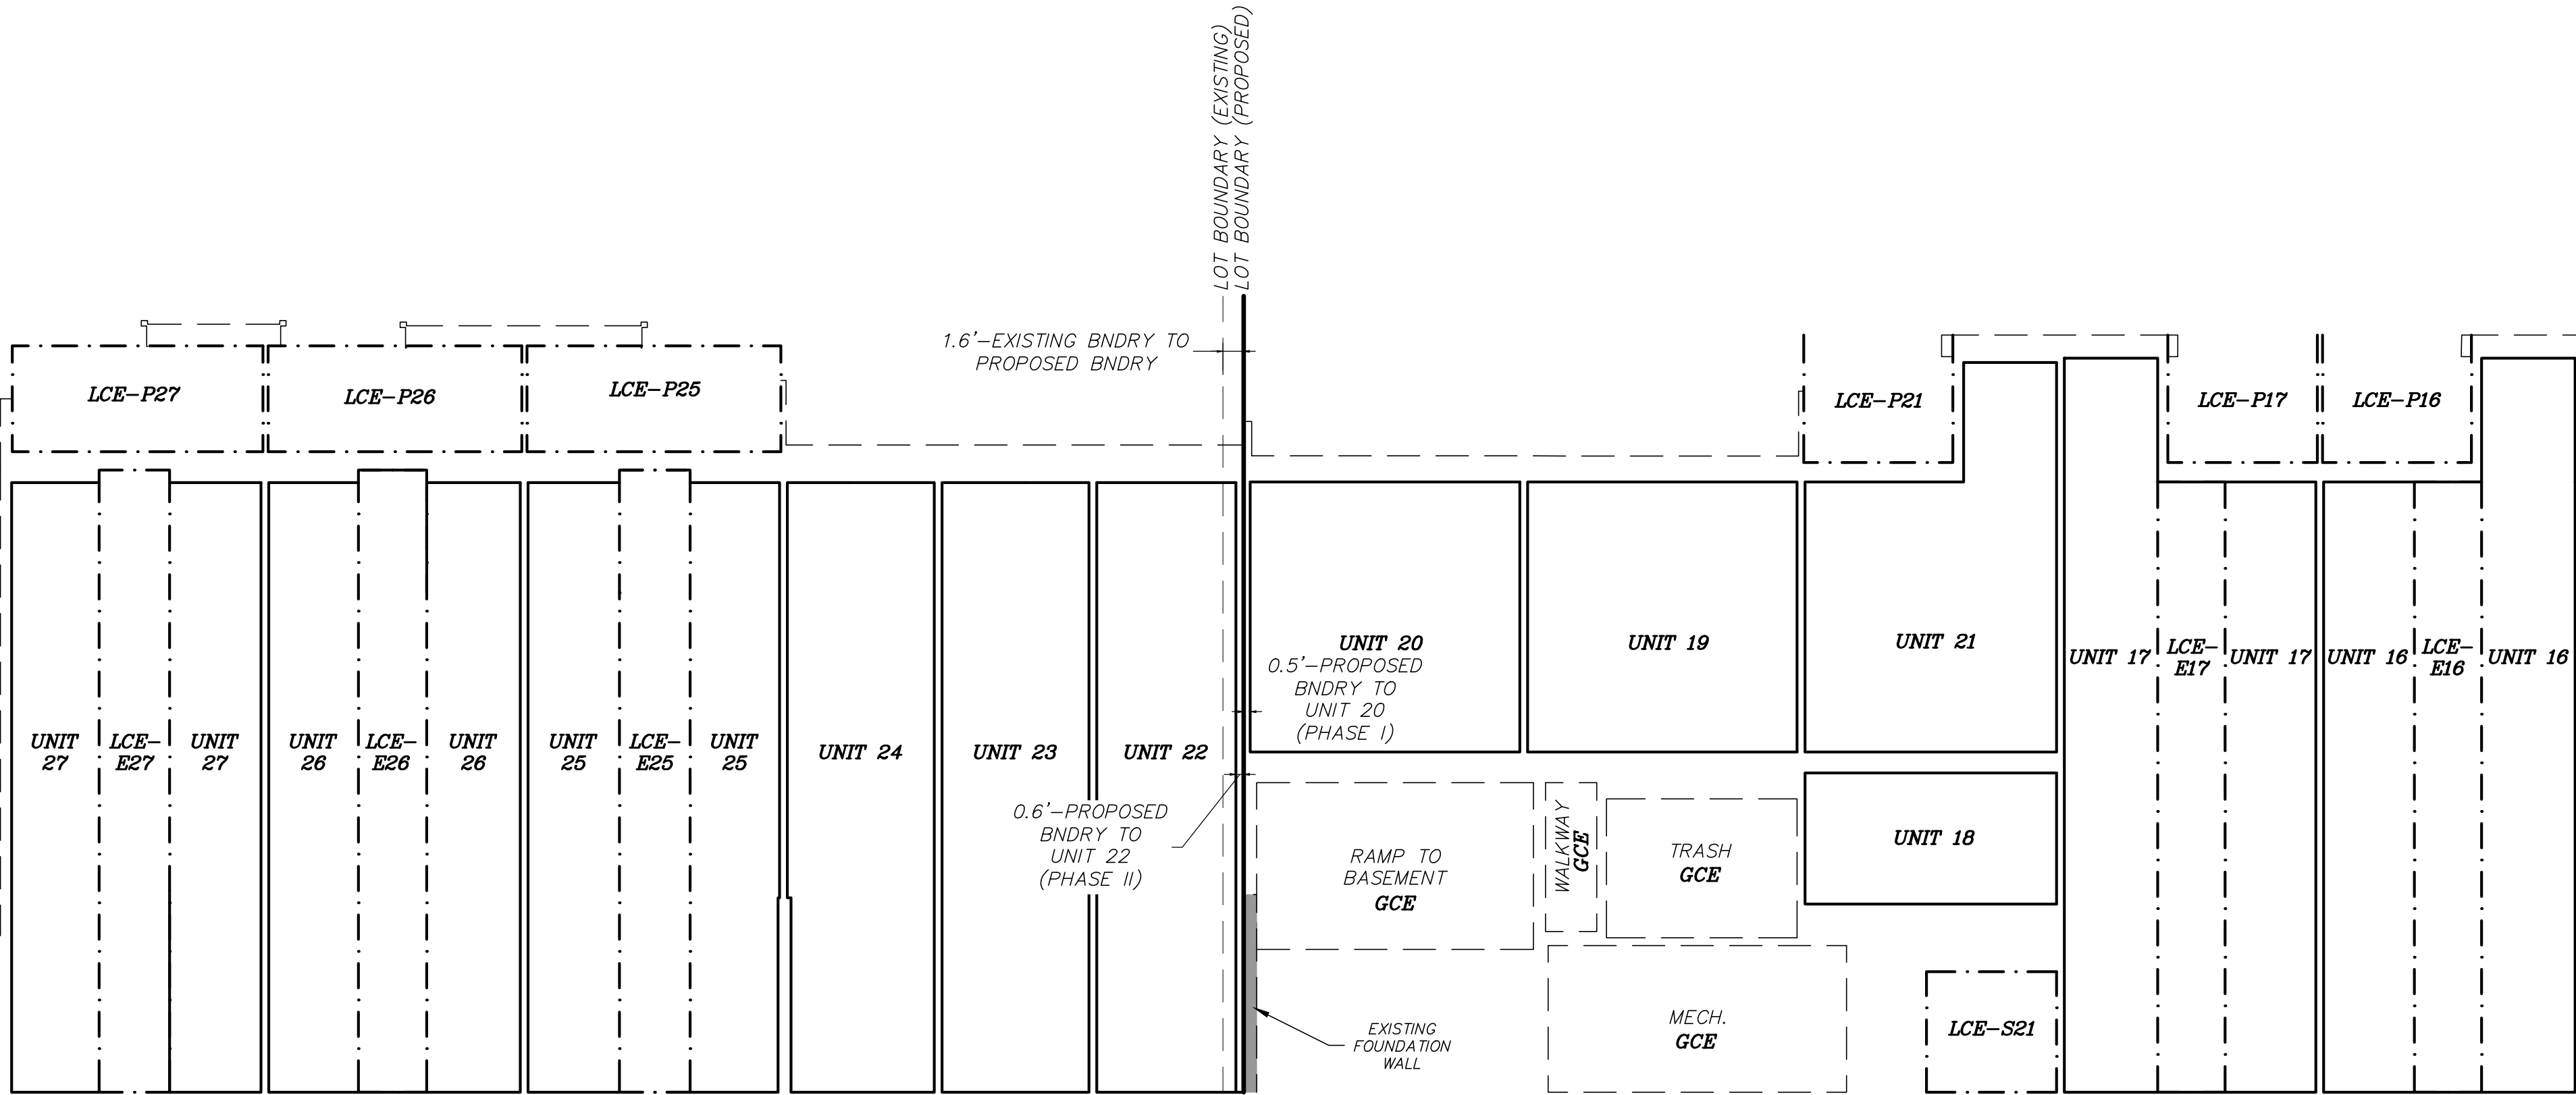 LOT BOUNDARY (EXISTING)
LOT BOUNDARY (PROPOSED)
1.6'-EXISTING BNDRY TO
PROPOSED BNDRY
LCE-P27
LCE-P26
LCE-P25
LCE-P21
LCE-P17
LCE-P16
UNIT
27
LCE-
E27
UNIT
27
UNIT
26
LCE-
E26
UNIT
26
UNIT
25
LCE-
E25
UNIT
25
UNIT 24
UNIT 23
UNIT 22
0.6'-PROPOSED
BNDRY TO
UNIT 22
(PHASE II)
UNIT 20
0.5'-PROPOSED
BNDRY TO
UNIT 20
(PHASE I)
UNIT 19
UNIT 21
UNIT 17
LCE-
E17
UNIT 17
UNIT 16
LCE-
E16
UNIT 16
RAMP TO
BASEMENT
GCE
WALKWAY
GCE
TRASH
GCE
UNIT 18
EXISTING
FOUNDATION
WALL
MECH.
GCE
LCE-S21